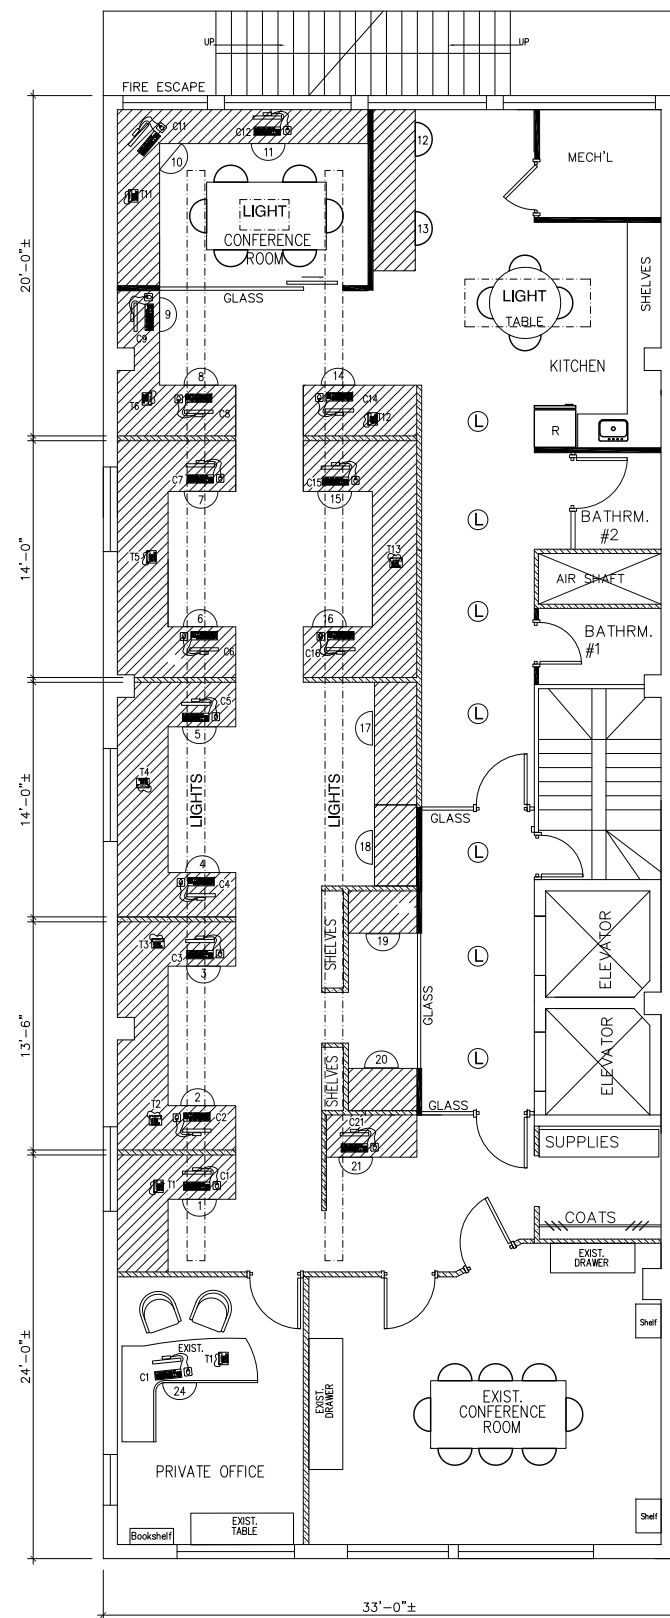 UP
UP
FIRE ESCAPE
C11
C12
11
10
12
MECH'L
T11
LIGHT
CONFERENCE
ROOM
13
20'-0"±
GLASS
LIGHT
TABLE
SHELVES
C9
9
KITCHEN
8
14
T6
C8
C14
T12
L
R
C7
7
C15
15
BATHRM.
#2
L
14'-0"
T5
T13
AIR SHAFT
6
16
L
C6
C16
BATHRM.
#1
C5
5
17
L
T4
LIGHTS
LIGHTS
14'-0"±
GLASS
18
L
4
C4
T3
C3
3
SHELVES
19
ELEVATOR
L
GLASS
13'-6"
20
L
SHELVES
ELEVATOR
2
T2
C2
GLASS
C21
21
SUPPLIES
T1
C1
1
COATS
EXIST.
DRAWER
Shelf
24'-0"±
EXIST.
T1
C1
24
EXIST.
DRAWER
EXIST.
CONFERENCE
ROOM
PRIVATE OFFICE
Shelf
EXIST.
TABLE
Bookshelf
33'-0"±